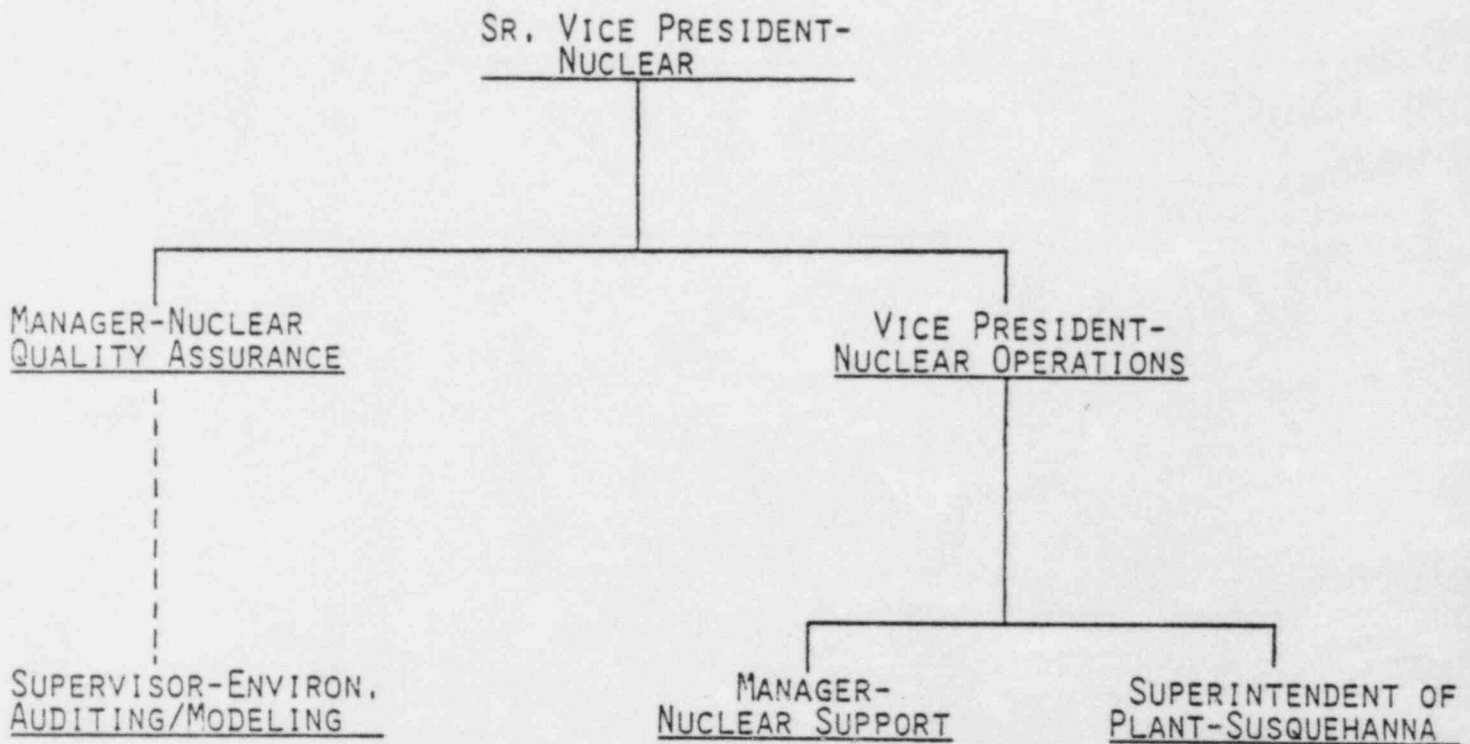 SR. VICE PRESIDENT-
NUCLEAR
MANAGER-NUCLEAR
QUALITY ASSURANCE
VICE PRESIDENT-
NUCLEAR OPERATIONS
SUPERVISOR-ENVIRON.
AUDITING/MODELING
MANAGER-
NUCLEAR SUPPORT
SUPERINTENDENT OF
PLANT-SUSQUEHANNA